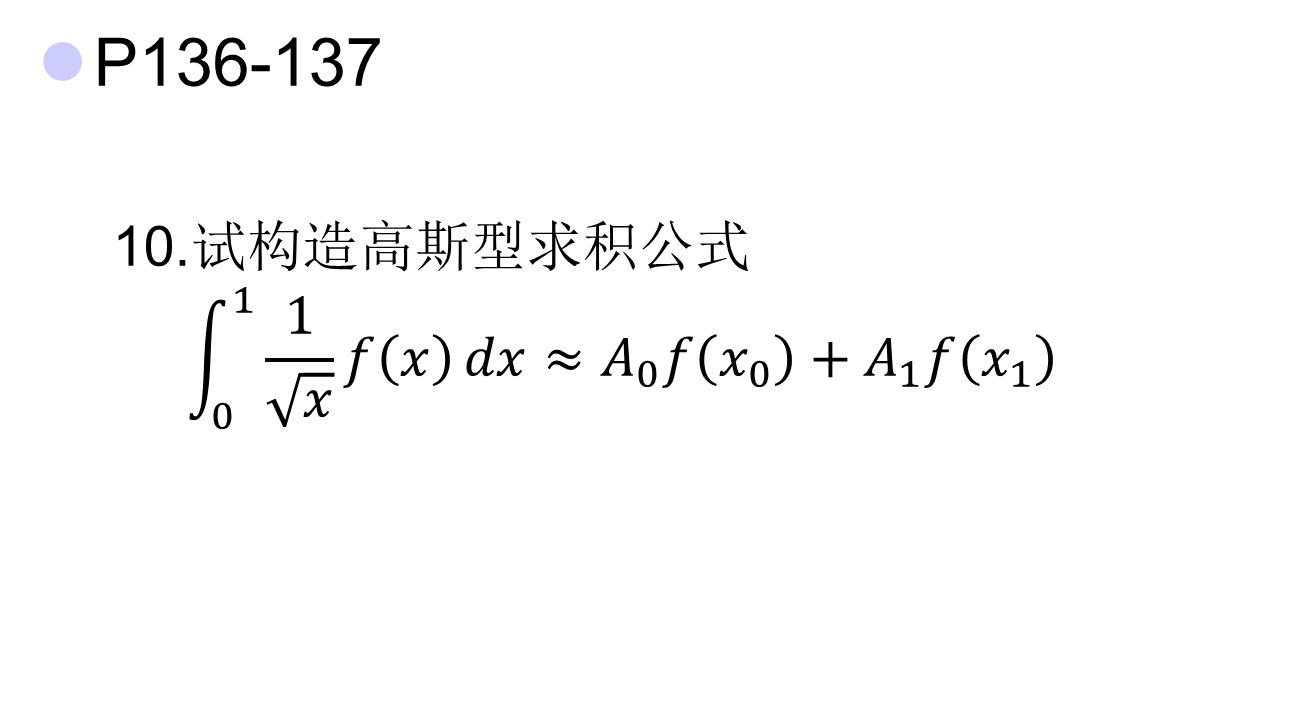 P136-137
10.试构造高斯型求积公式
∫₀¹ 1/√x f(x) dx ≈ A₀f(x₀) + A₁f(x₁)